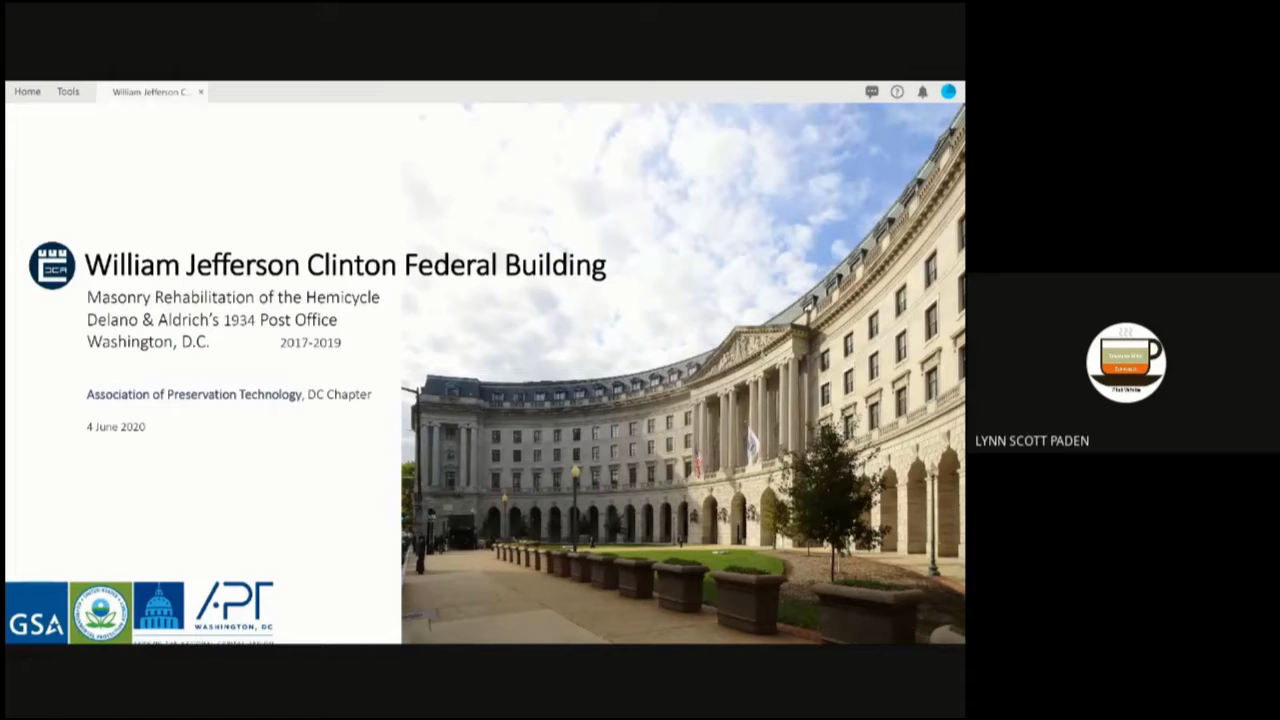 Home Tools William Jefferson C...
William Jefferson Clinton Federal Building
Masonry Rehabilitation of the Hemicycle
Delano & Aldrich's 1934 Post Office
Washington, D.C. 2017-2019
Association of Preservation Technology, DC Chapter
4 June 2020
GSA
APT
WASHINGTON, DC
LYNN SCOTT PADEN